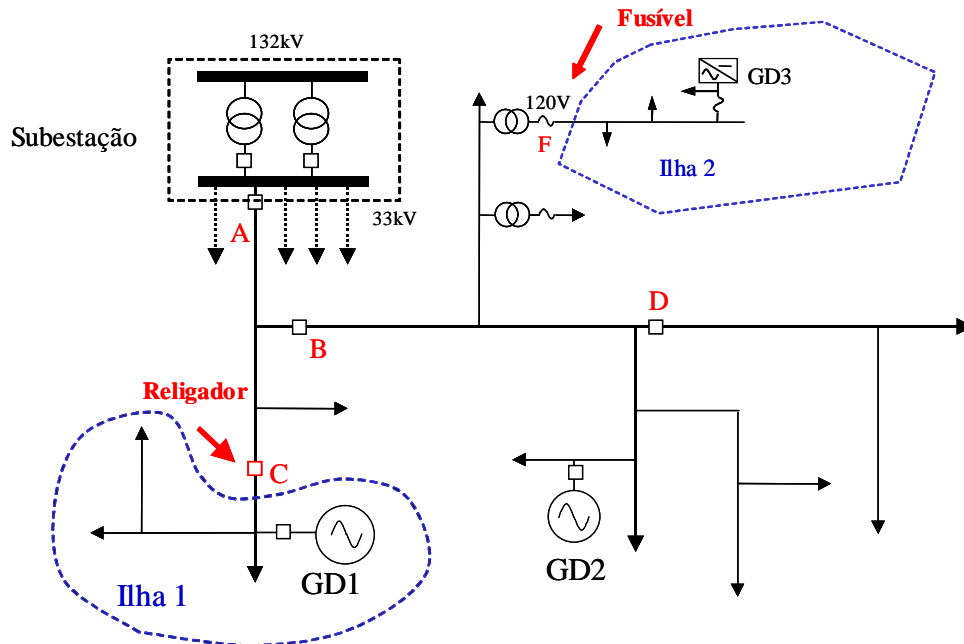 132kV
Subestação
33kV
A
B
Religador
C
Ilha 1
GD1
Fusível
120V
F
GD3
Ilha 2
D
GD2